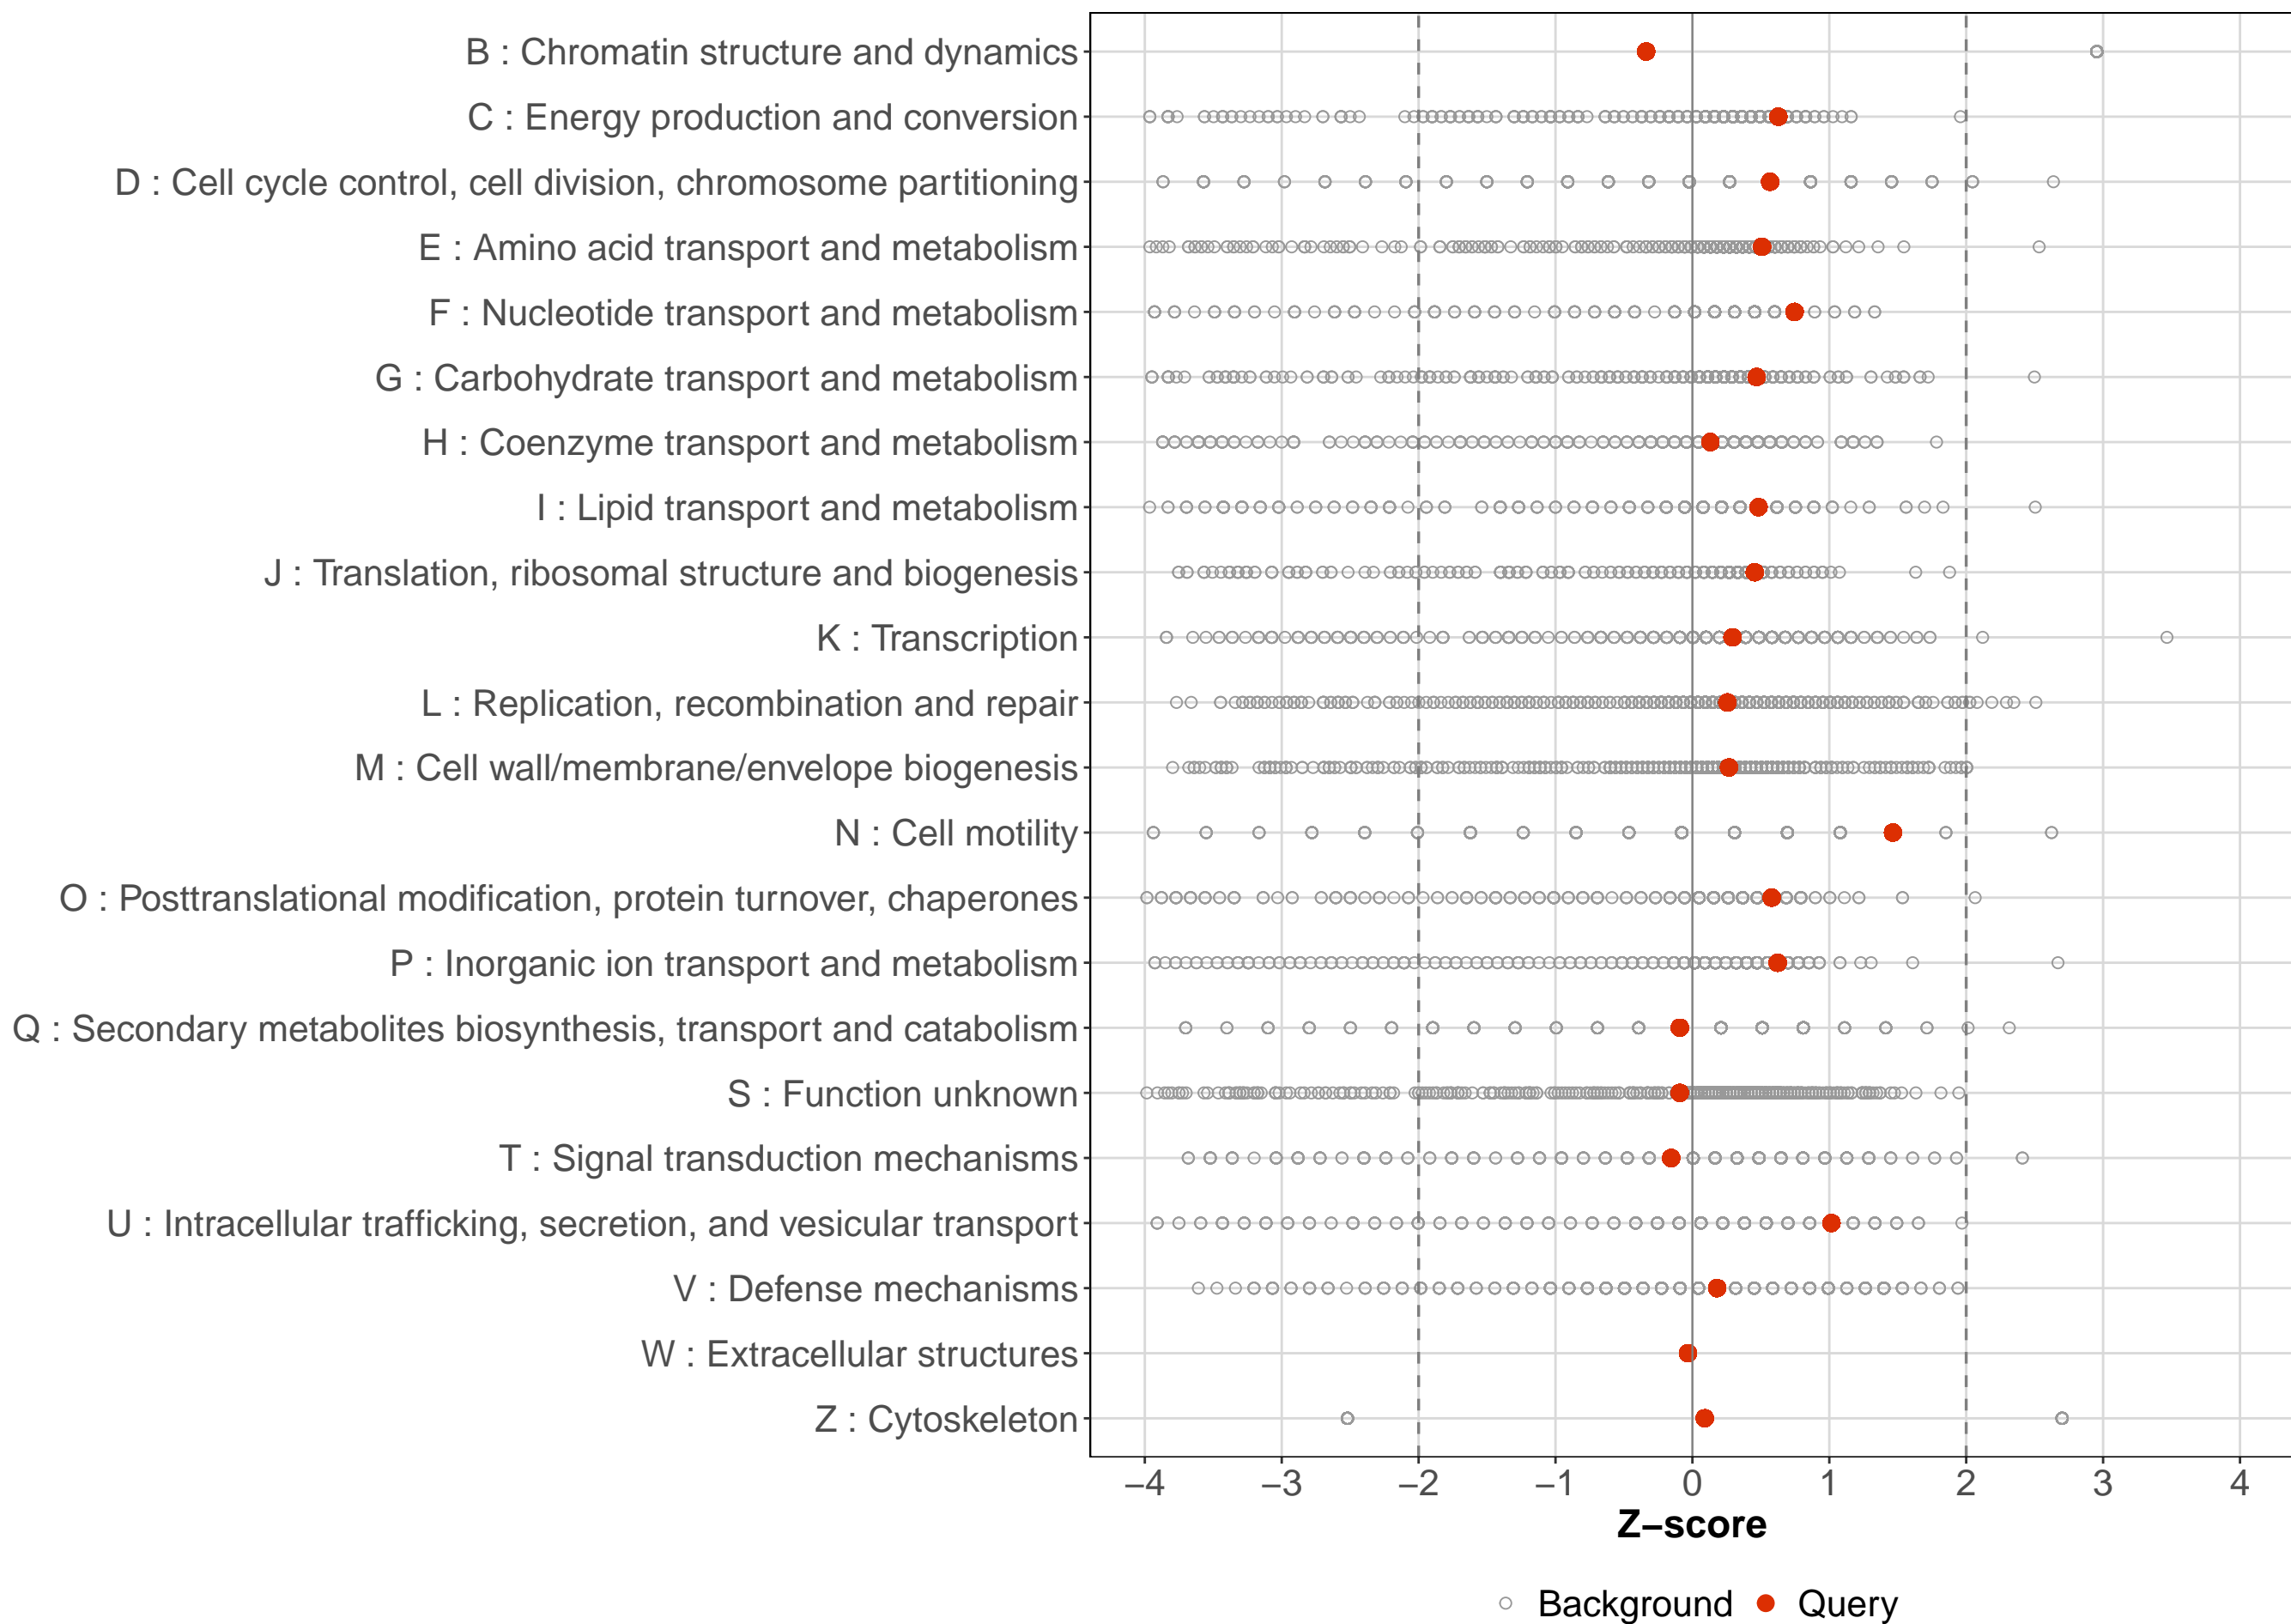 B : Chromatin structure and dynamics
C : Energy production and conversion
D : Cell cycle control, cell division, chromosome partitioning
E : Amino acid transport and metabolism
F : Nucleotide transport and metabolism
G : Carbohydrate transport and metabolism
H : Coenzyme transport and metabolism
I : Lipid transport and metabolism
J : Translation, ribosomal structure and biogenesis
K : Transcription
L : Replication, recombination and repair
M : Cell wall/membrane/envelope biogenesis
N : Cell motility
O : Posttranslational modification, protein turnover, chaperones
P : Inorganic ion transport and metabolism
Q : Secondary metabolites biosynthesis, transport and catabolism
S : Function unknown
T : Signal transduction mechanisms
U : Intracellular trafficking, secretion, and vesicular transport
V : Defense mechanisms
W : Extracellular structures
Z : Cytoskeleton
−4 −3 −2 −1 0 1 2 3 4
Z−score
Background Query